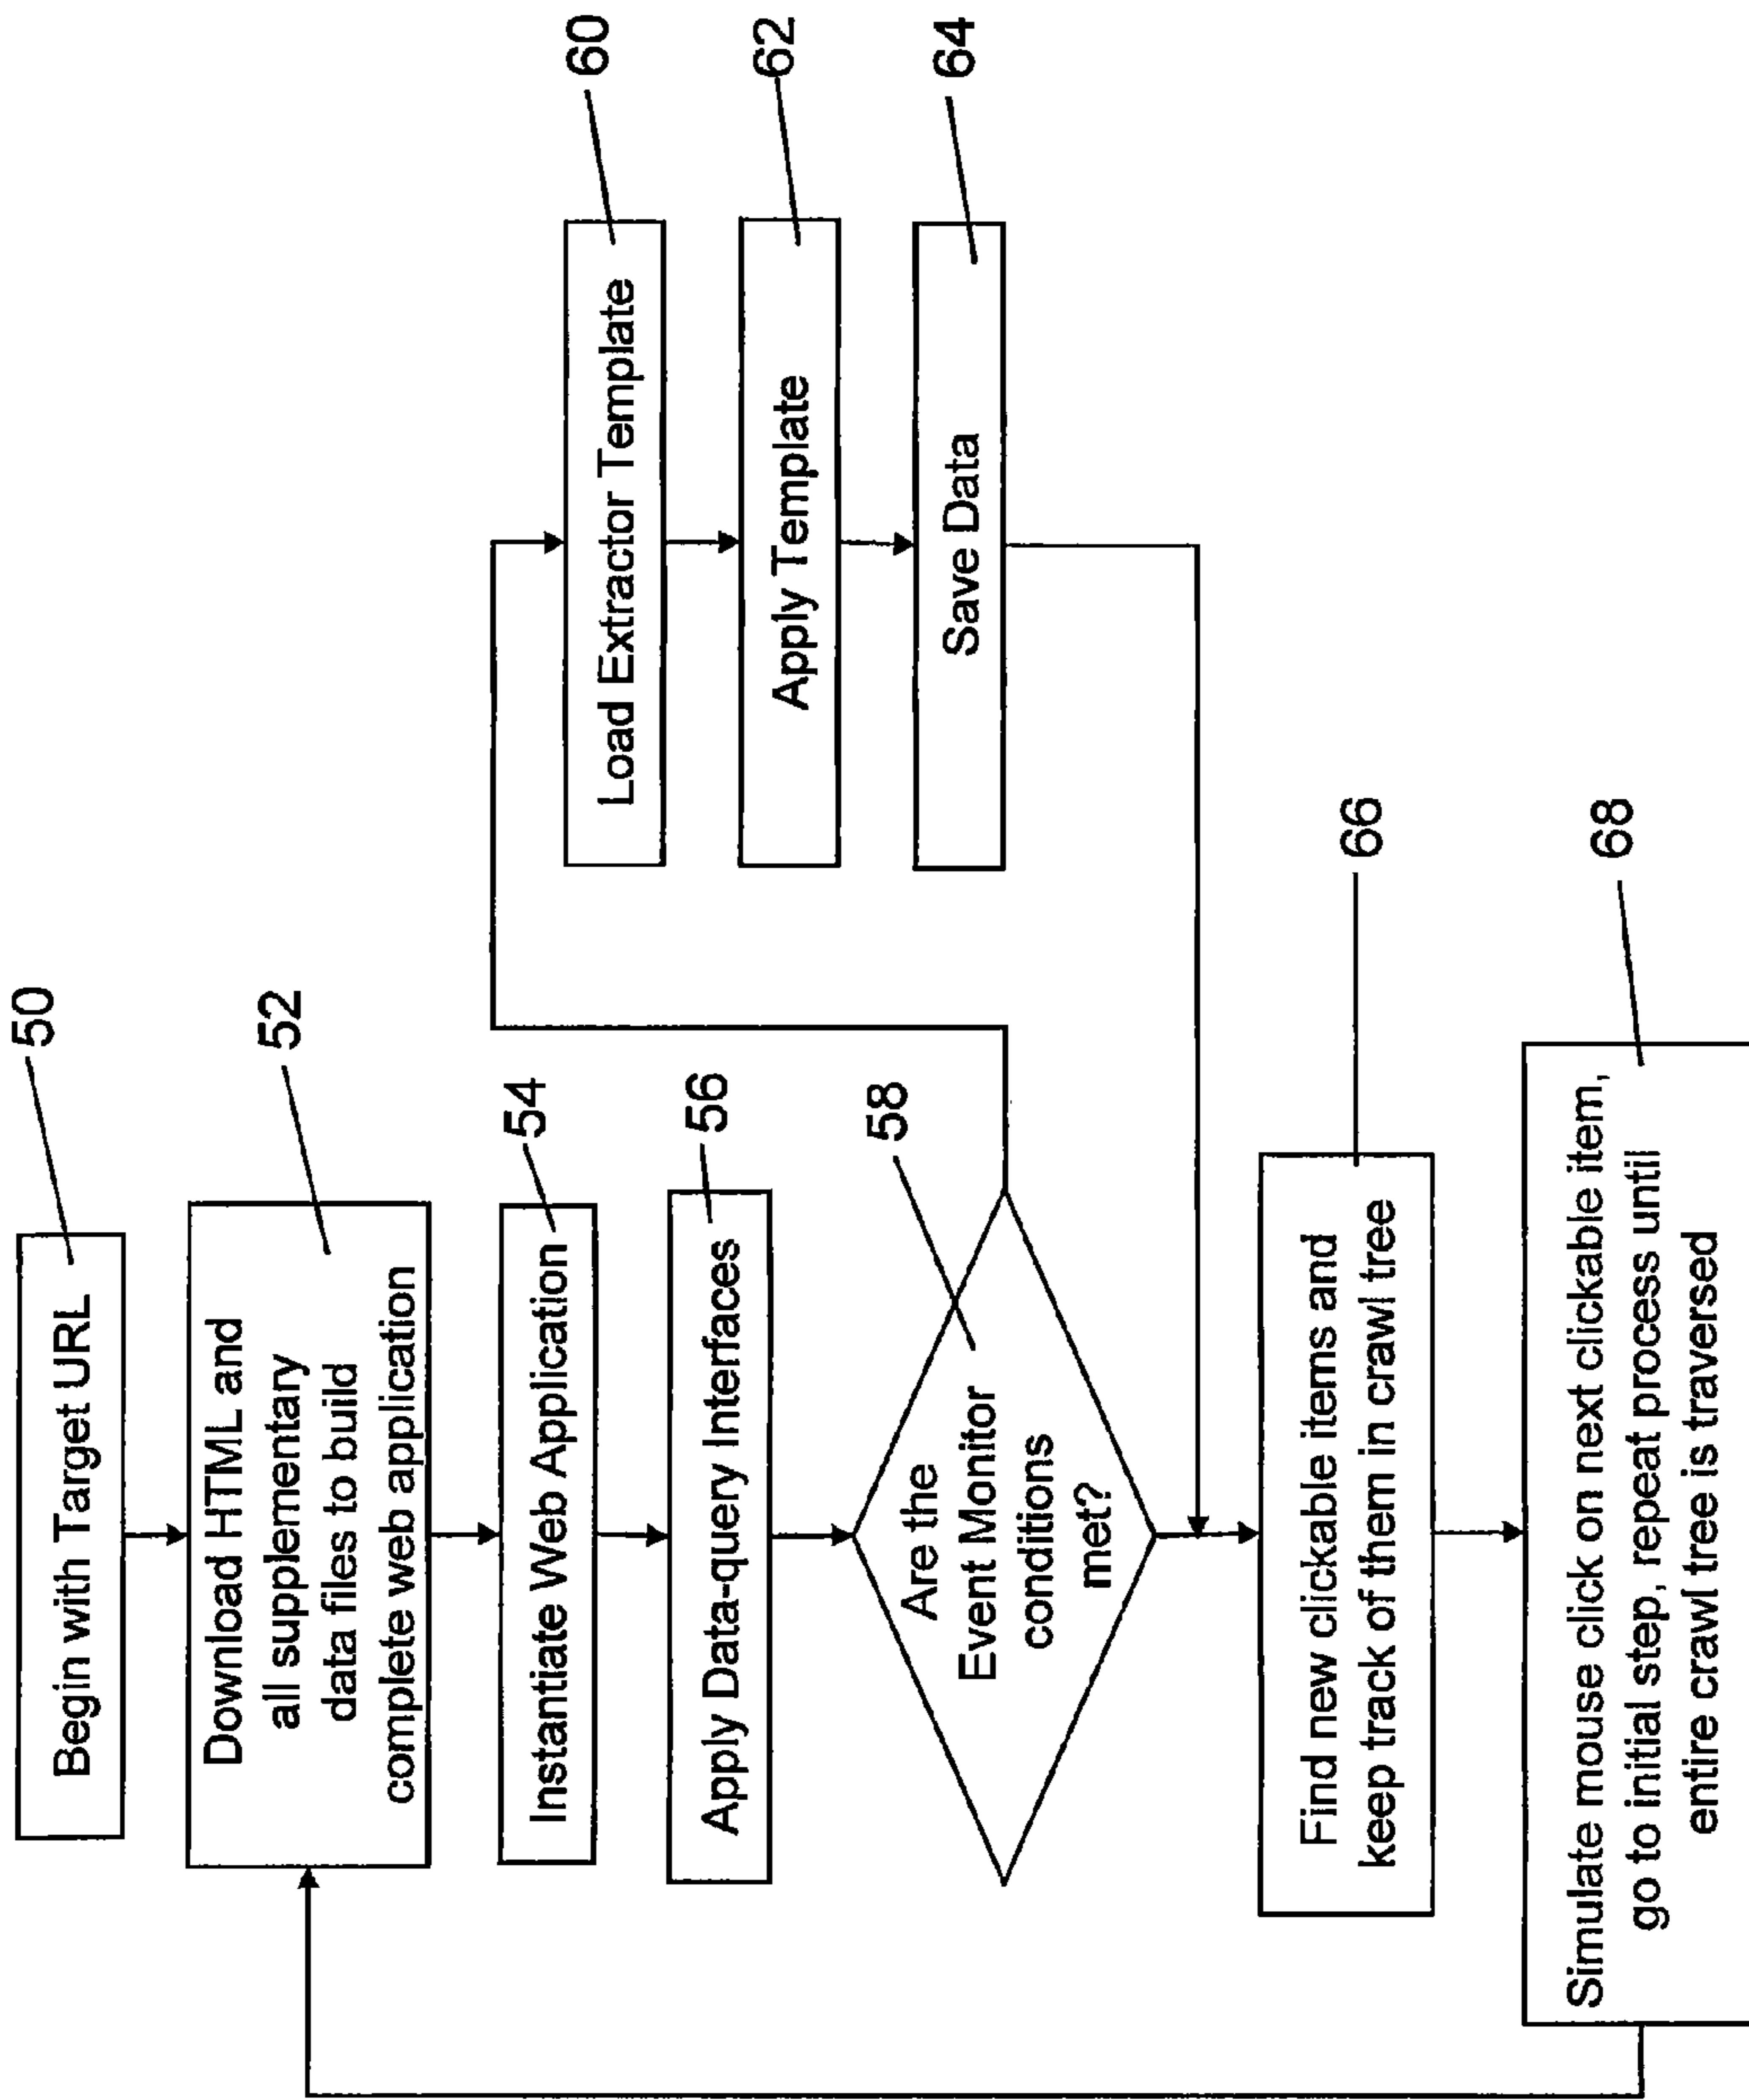 50
Begin with Target URL
52
Download HTML and
all supplementary
data files to build
complete web application
54
Instantiate Web Application
56
Apply Data-query Interfaces
58
Are the
Event Monitor
conditions
met?
60
Load Extractor Template
62
Apply Template
64
Save Data
66
Find new clickable items and
keep track of them in crawl tree
68
Simulate mouse click on next clickable item,
go to initial step, repeat process until
entire crawl tree is traversed